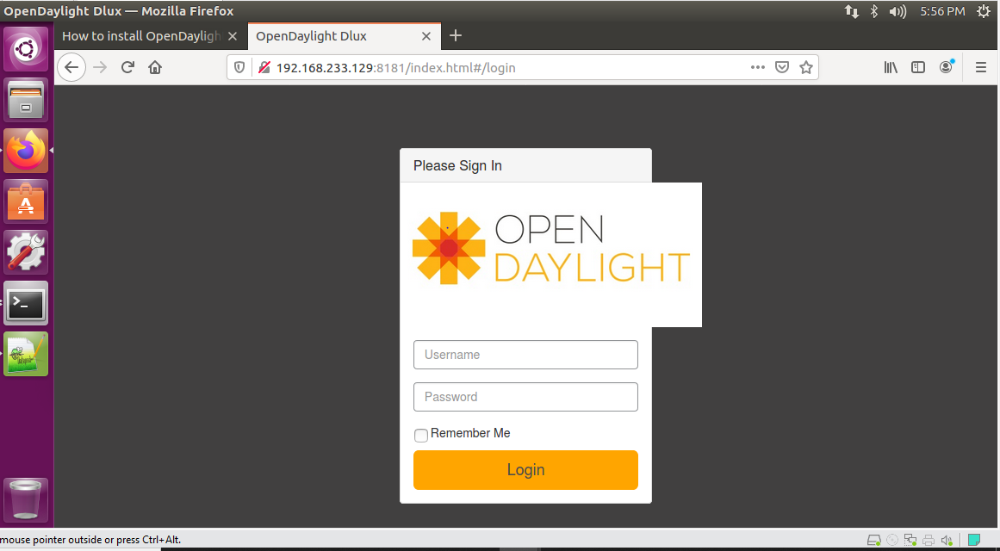 OpenDaylight Dlux — Mozilla Firefox
5:56 PM
How to install OpenDayligh
OpenDaylight Dlux
192.168.233.129:8181/index.html#/login
Please Sign In
OPEN
DAYLIGHT
Username
Password
Remember Me
Login
mouse pointer outside or press Ctrl+Alt.